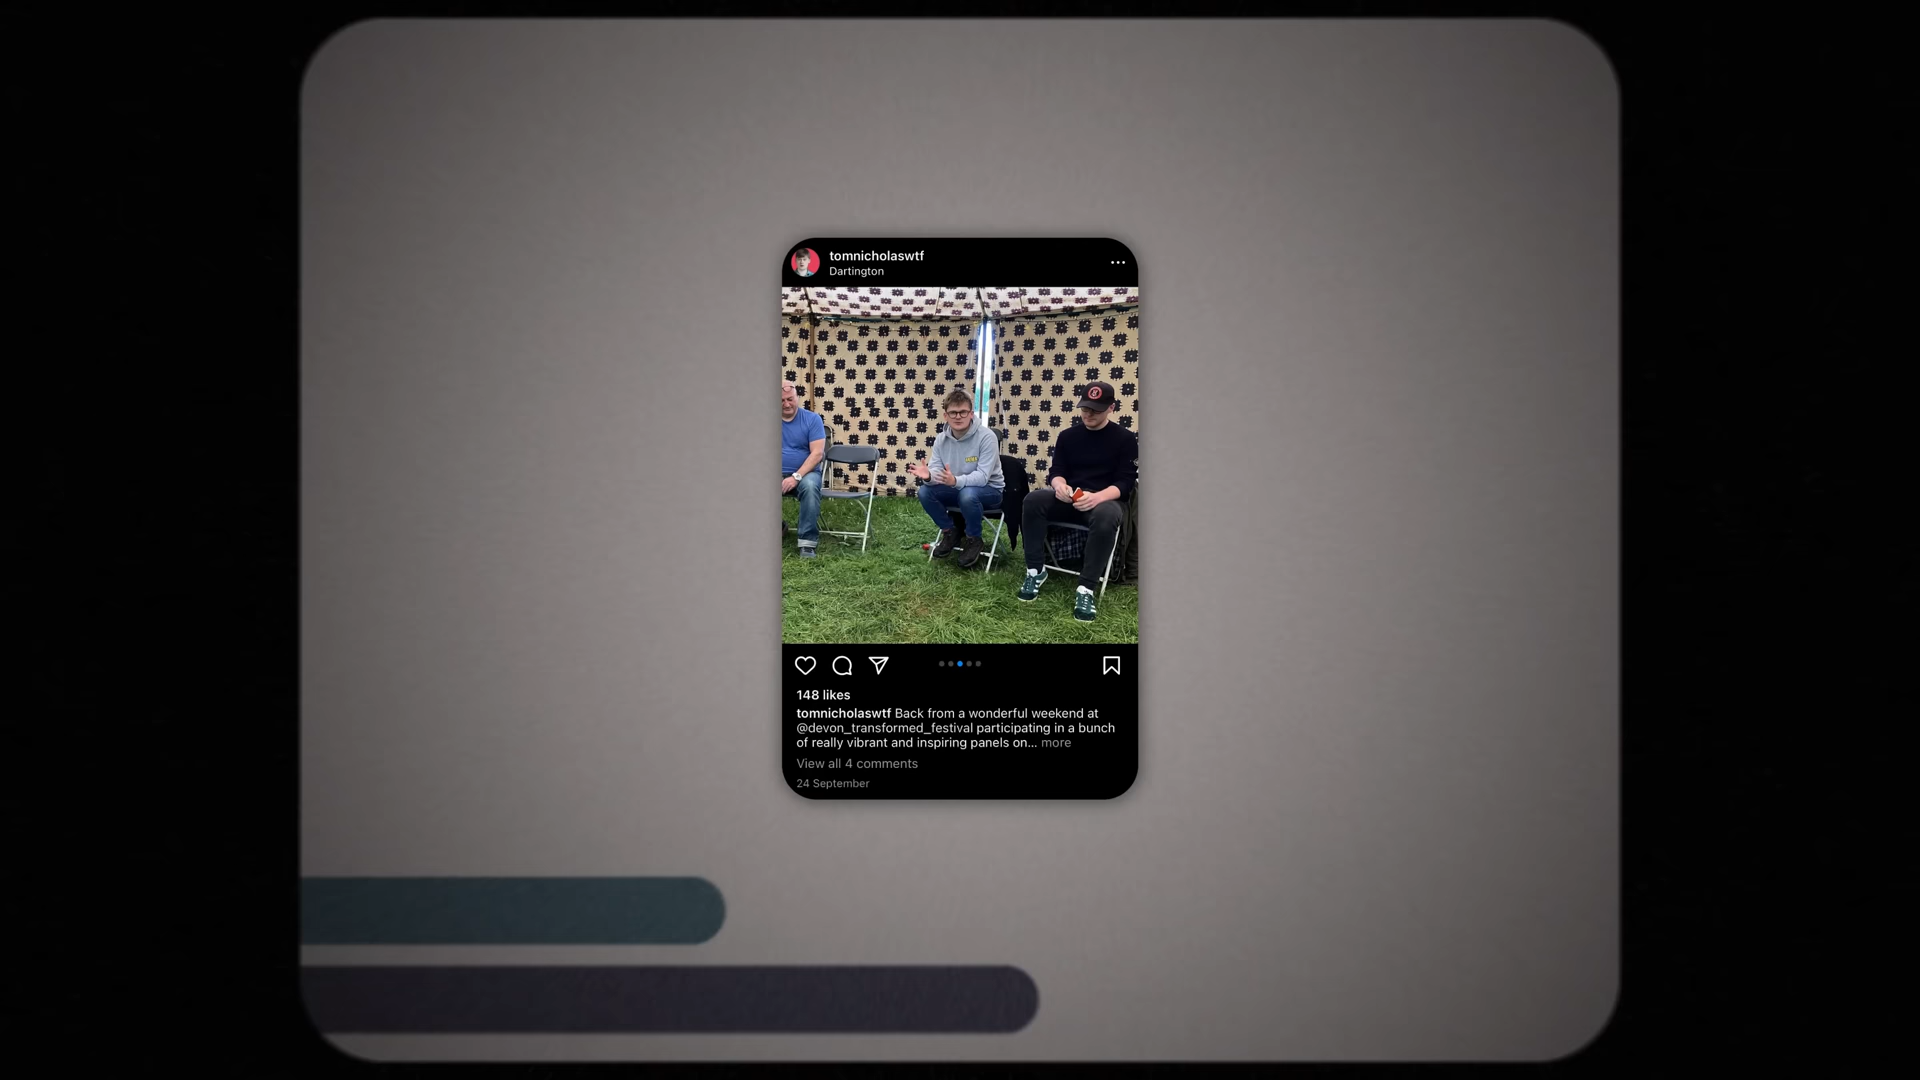 tomnicholaswtf
Dartington
148 likes
tomnicholaswtf Back from a wonderful weekend at
@devon_transformed_festival participating in a bunch
of really vibrant and inspiring panels on... more
View all 4 comments
24 September